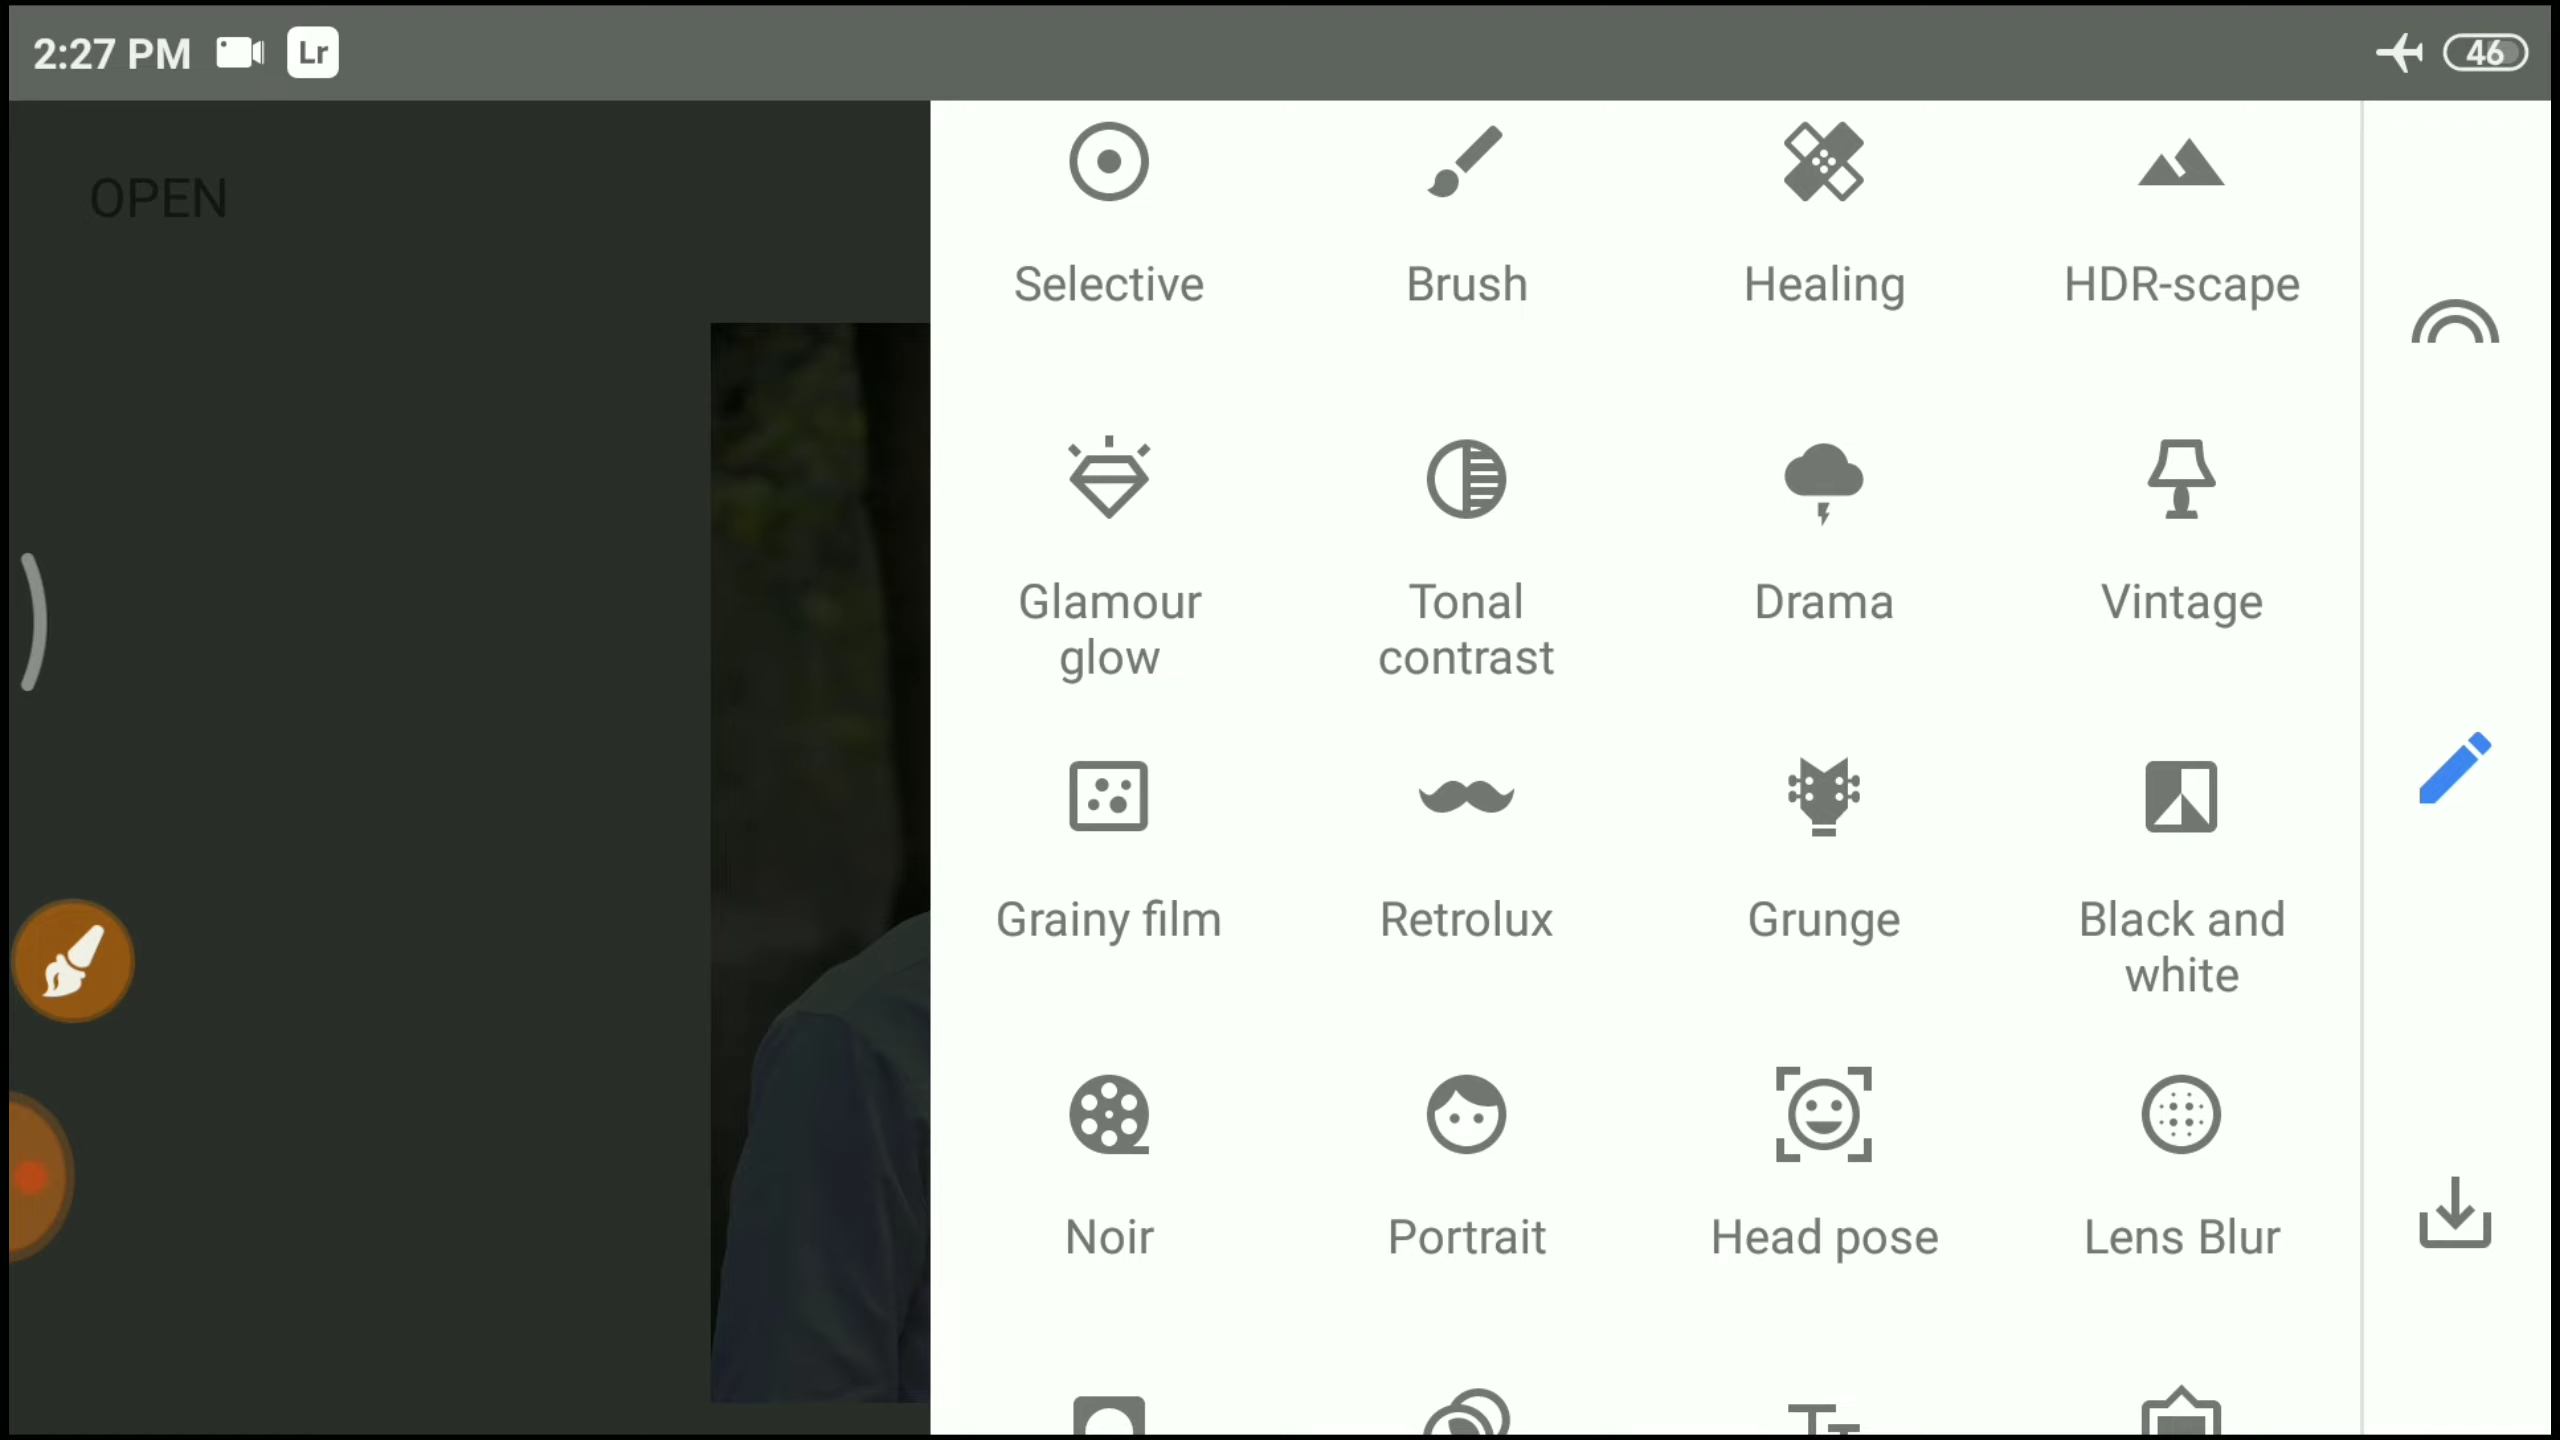 2:27 PM Lr 46
OPEN
Selective Brush Healing HDR-scape
Glamour glow Tonal contrast Drama Vintage
Grainy film Retrolux Grunge Black and white
Noir Portrait Head pose Lens Blur